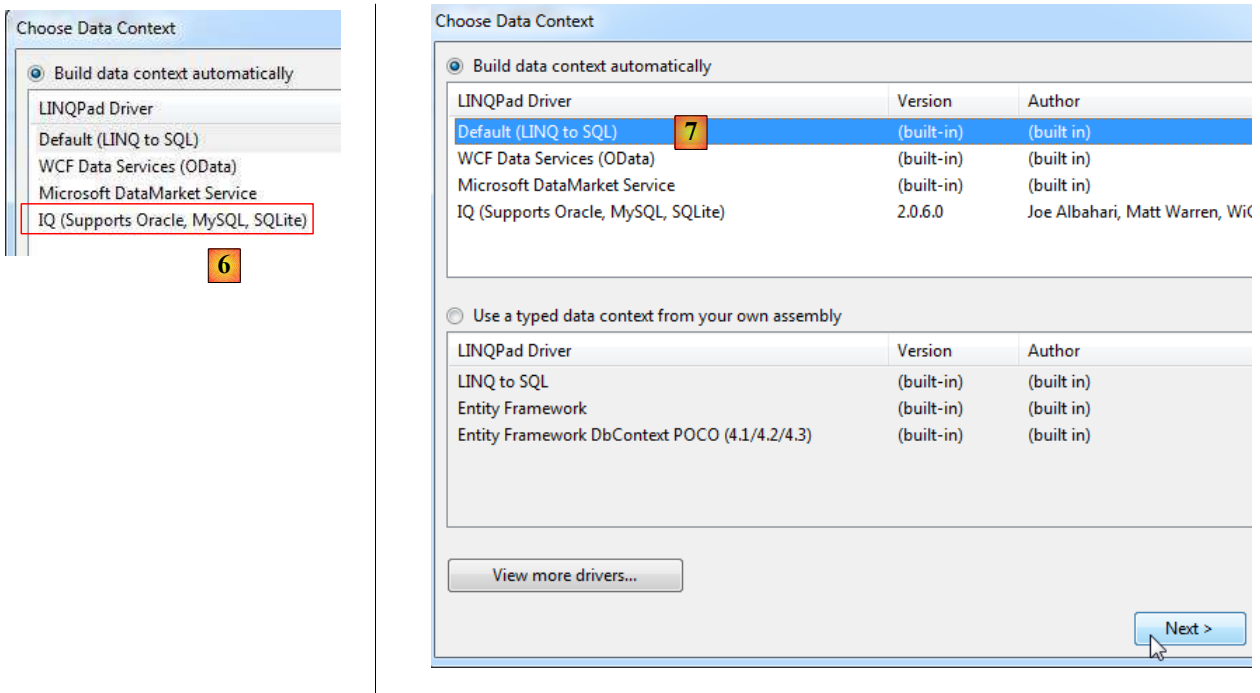 Choose Data Context
Build data context automatically
LINQPad Driver
Default (LINQ to SQL)
WCF Data Services (OData)
Microsoft DataMarket Service
IQ (Supports Oracle, MySQL, SQLite)
6
Choose Data Context
Build data context automatically
LINQPad Driver Version Author
Default (LINQ to SQL) 7 (built-in) (built in)
WCF Data Services (OData) (built-in) (built in)
Microsoft DataMarket Service (built-in) (built in)
IQ (Supports Oracle, MySQL, SQLite) 2.0.6.0 Joe Albahari, Matt Warren,
Use a typed data context from your own assembly
LINQPad Driver Version Author
LINQ to SQL (built-in) (built in)
Entity Framework (built-in) (built in)
Entity Framework DbContext POCO (4.1/4.2/4.3) (built-in) (built in)
View more drivers...
Next >